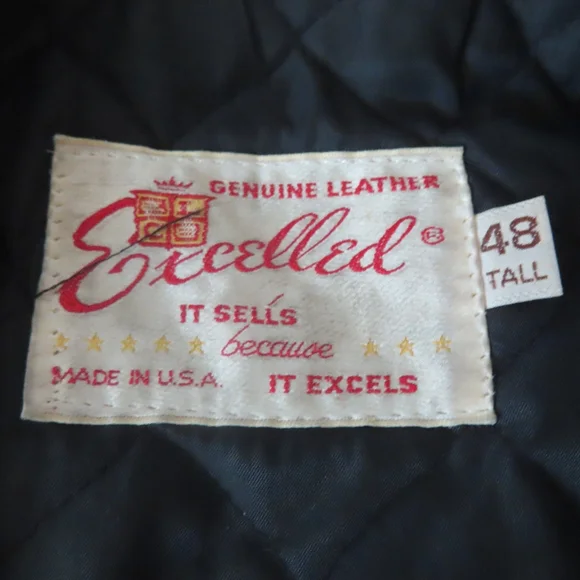 GENUINE LEATHER
Excelled®
48
TALL
IT SELLS
because
MADE IN U.S.A.
IT EXCELS